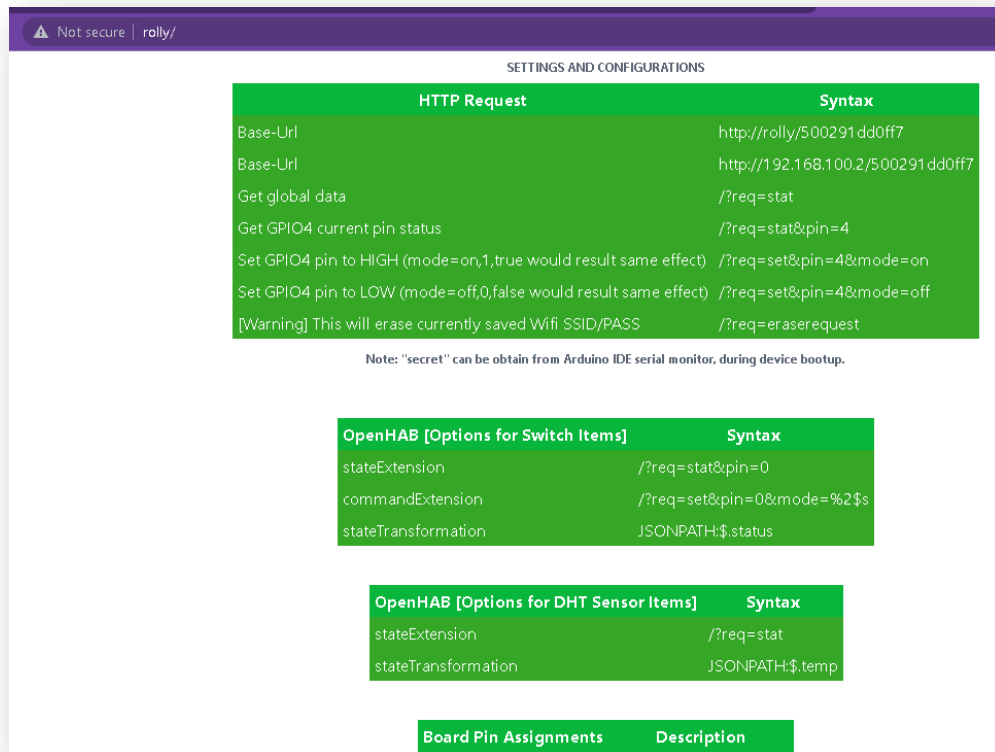 Not secure | rolly/
SETTINGS AND CONFIGURATIONS
HTTP Request Syntax
Base-Url http://rolly/500291dd0ff7
Base-Url http://192.168.100.2/500291dd0ff7
Get global data /?req=stat
Get GPIO4 current pin status /?req=stat&pin=4
Set GPIO4 pin to HIGH (mode=on,1,true would result same effect) /?req=set&pin=4&mode=on
Set GPIO4 pin to LOW (mode=off,0,false would result same effect) /?req=set&pin=4&mode=off
[Warning] This will erase currently saved Wifi SSID/PASS /?req=eraserequest
Note: "secret" can be obtain from Arduino IDE serial monitor, during device bootup.
OpenHAB [Options for Switch Items] Syntax
stateExtension /?req=stat&pin=0
commandExtension /?req=set&pin=0&mode=%2$s
stateTransformation JSONPATH:$.status
OpenHAB [Options for DHT Sensor Items] Syntax
stateExtension /?req=stat
stateTransformation JSONPATH:$.temp
Board Pin Assignments Description